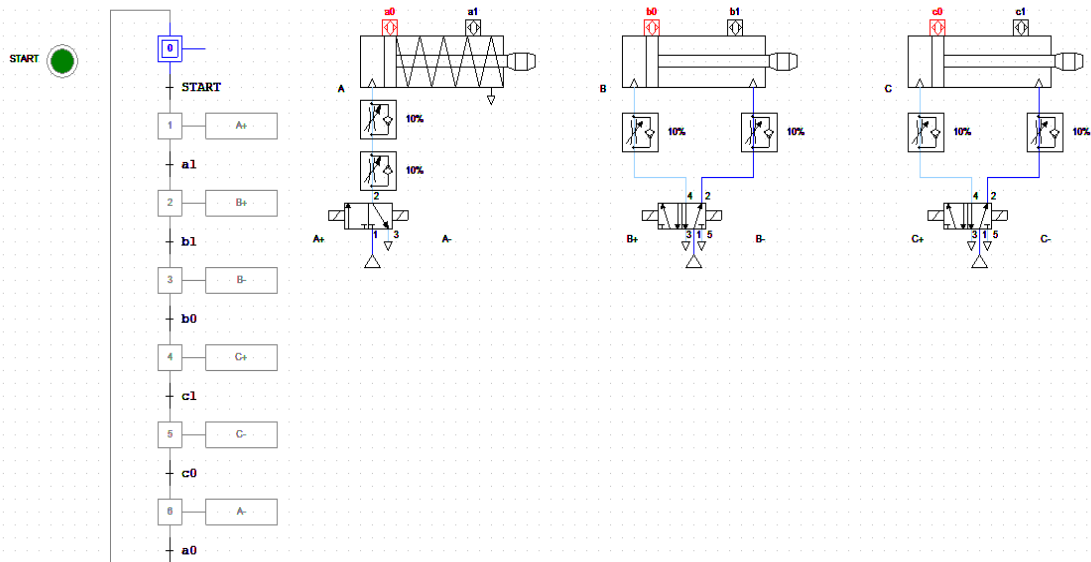 a0 a1 b0 b1 c0 c1
0
START
START
A B C
1 A+ 10% 10% 10% 10% 10%
a1
10%
2 B+ 2 4 2 4 2
A+ 1 3 A- B+ 3 1 5 B- C+ 3 1 5 C-
b1
3 B-
b0
4 C+
c1
5 C-
c0
6 A-
a0